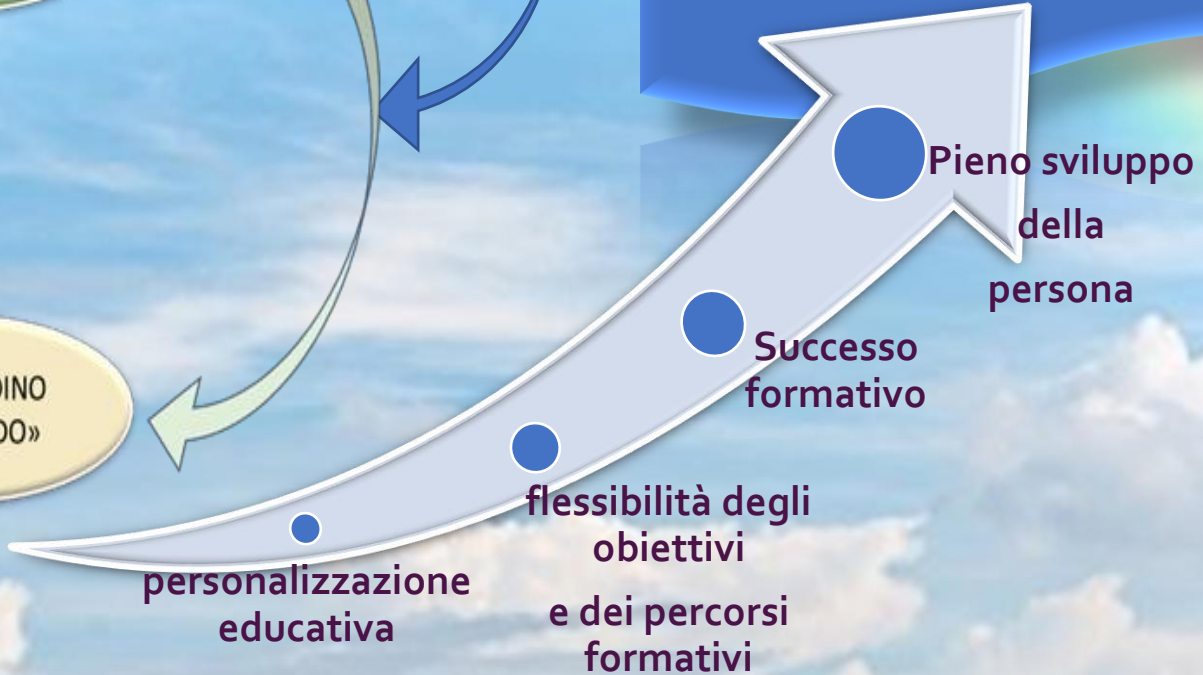 Pieno sviluppo
della
persona
Successo
formativo
flessibilità degli
obiettivi
e dei percorsi
formativi
personalizzazione
educativa